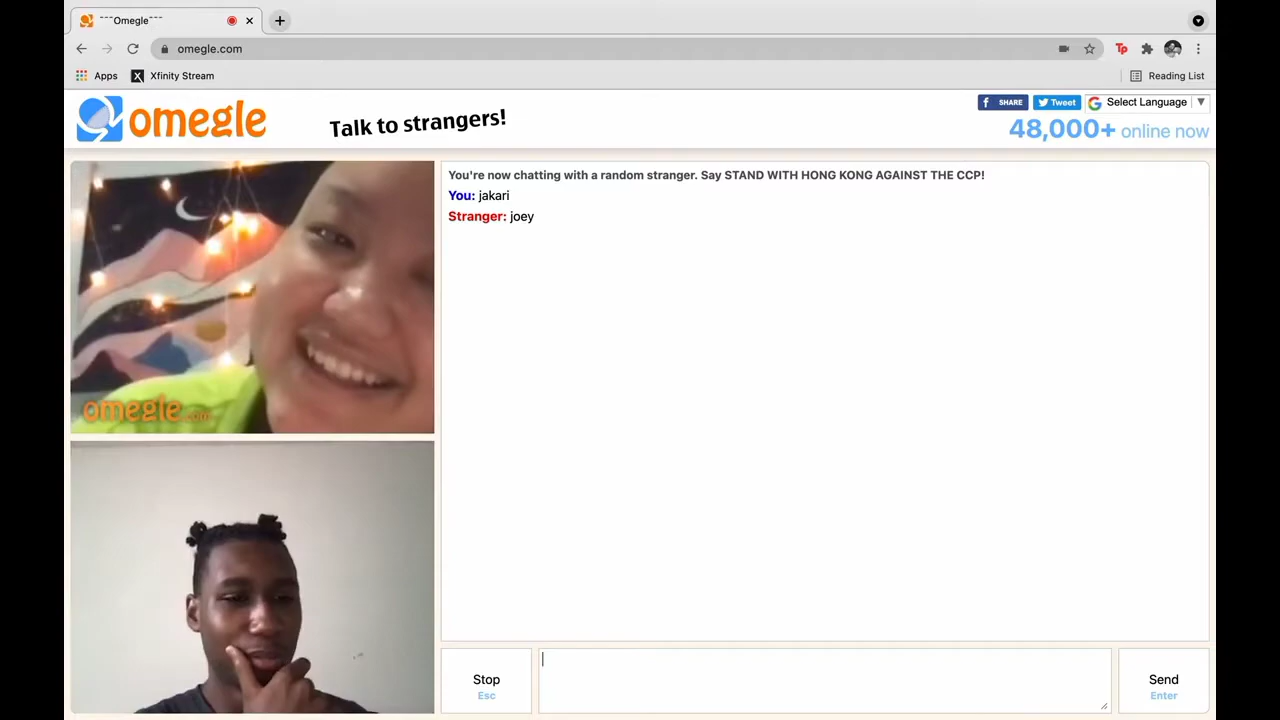 ~~~Omegle~~~
omegle.com
Apps
Xfinity Stream
Tp
Reading List
omegle
Talk to strangers!
f SHARE
Tweet
G Select Language ▼
48,000+ online now
You're now chatting with a random stranger. Say STAND WITH HONG KONG AGAINST THE CCP!
You: jakari
Stranger: joey
omegle.com
Stop
Esc
Send
Enter